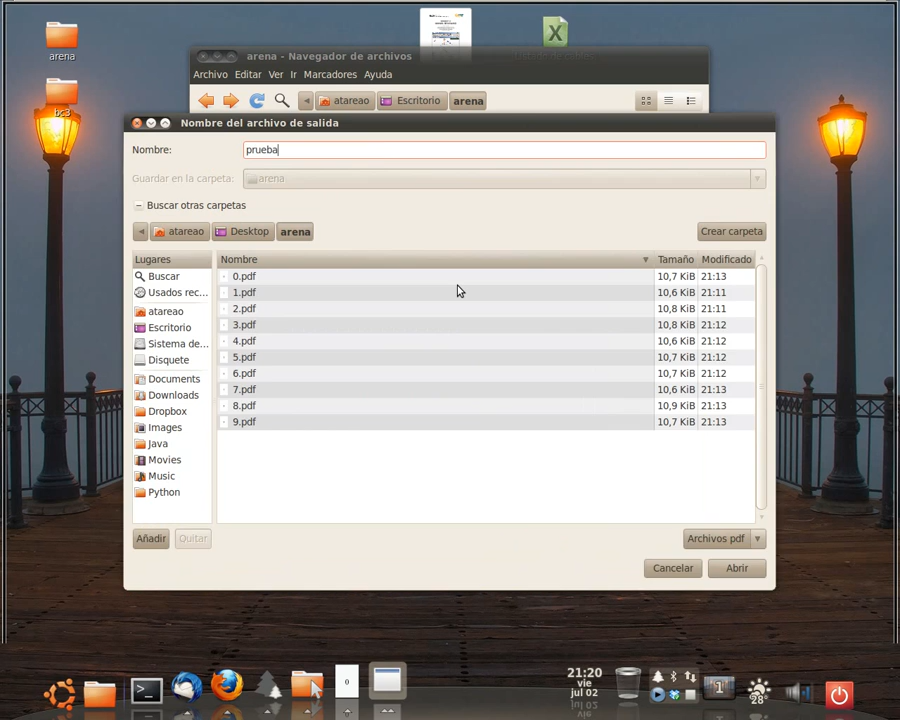 arena
bc3
arena - Navegador de archivos
Archivo Editar Ver Ir Marcadores Ayuda
atareao Escritorio arena
Nombre del archivo de salida
Nombre: prueba
Guardar en la carpeta: arena
Buscar otras carpetas
atareao Desktop arena Crear carpeta
Lugares Nombre Tamaño Modificado
Buscar 0.pdf 10,7 KiB 21:13
Usados rec... 1.pdf 10,6 KiB 21:11
2.pdf 10,8 KiB 21:11
atareao 3.pdf 10,8 KiB 21:12
Escritorio
Sistema de... 4.pdf 10,6 KiB 21:12
Disquete 5.pdf 10,7 KiB 21:12
Documents 6.pdf 10,7 KiB 21:12
Downloads 7.pdf 10,6 KiB 21:13
Dropbox 8.pdf 10,9 KiB 21:13
Images 9.pdf 10,7 KiB 21:13
Java
Movies
Music
Python
Añadir Quitar Archivos pdf
Cancelar Abrir
0
21:20
vie
jul 02
1
28°